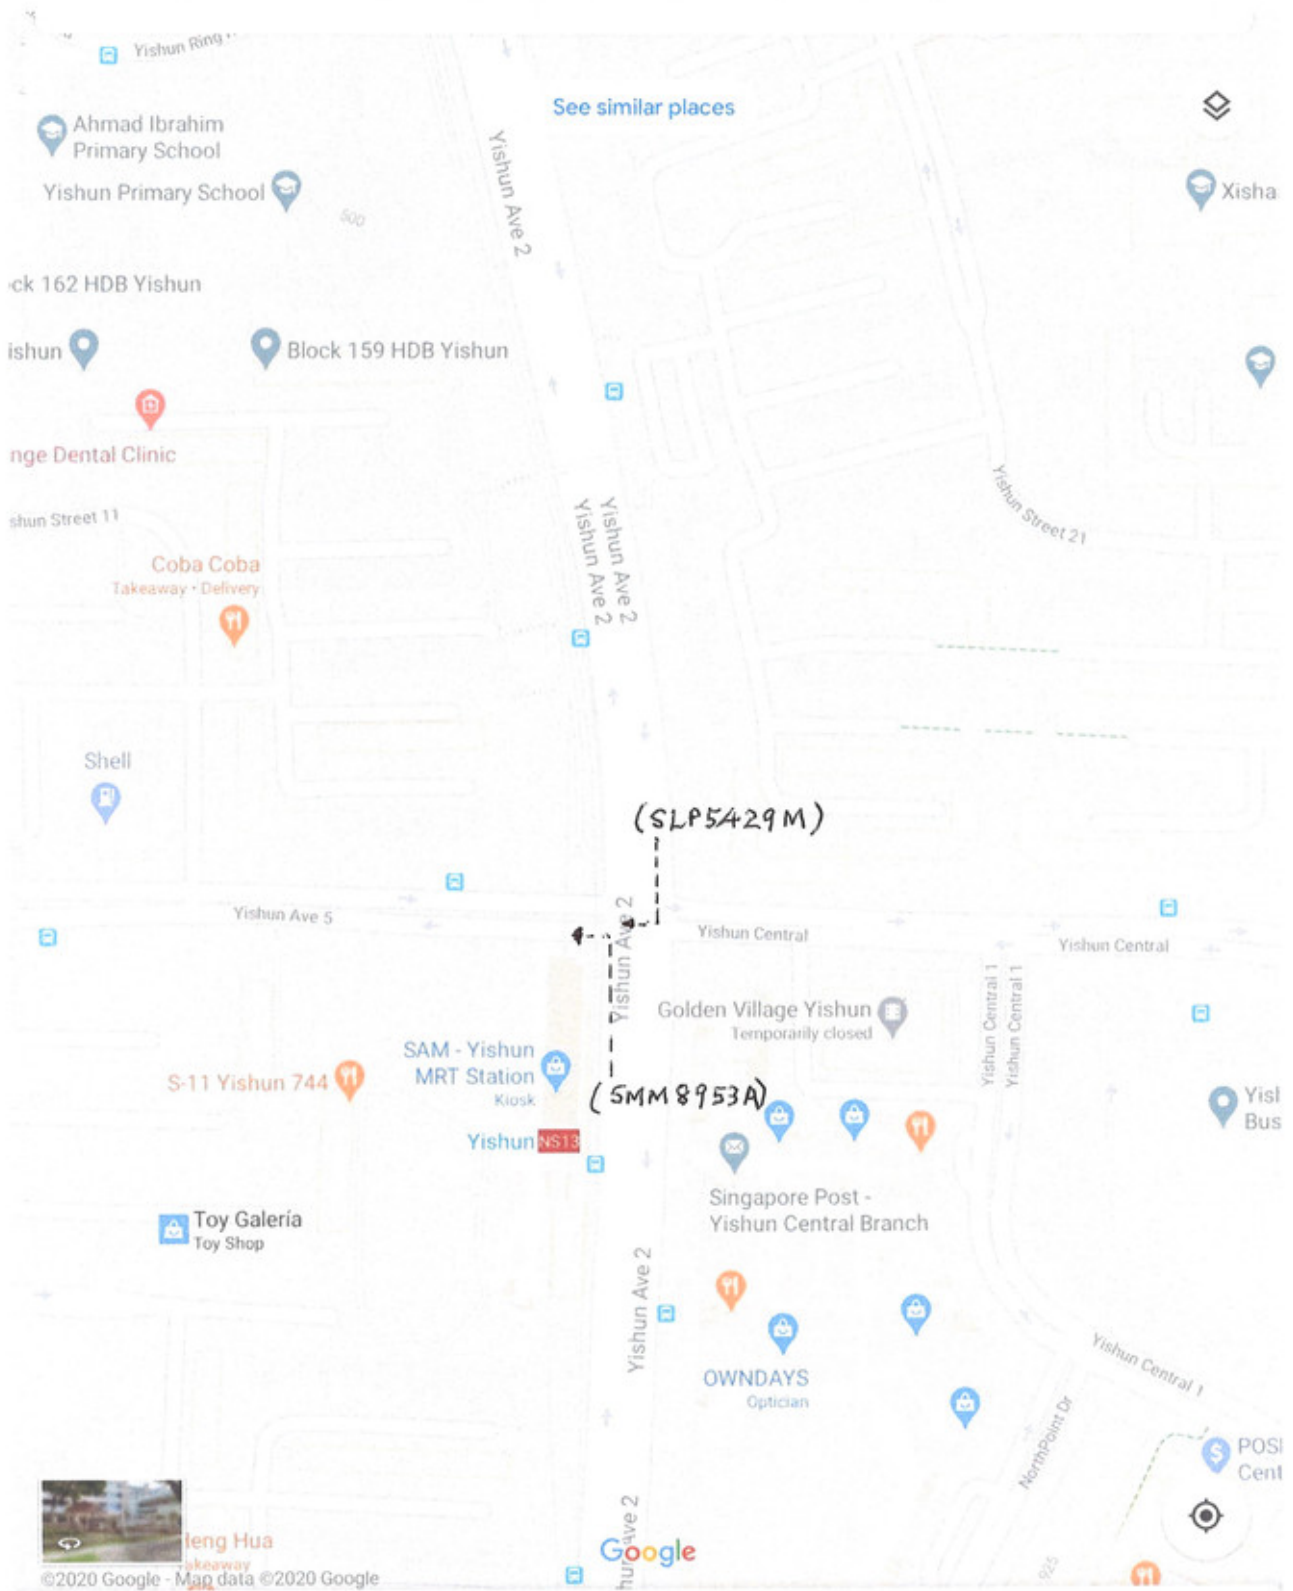 Yishun Ring
See similar places
Ahmad Ibrahim
Primary School
Yishun Primary School
500
Yishun Ave 2
Xisha
ck 162 HDB Yishun
ishun
Block 159 HDB Yishun
nge Dental Clinic
shun Street 11
Yishun Ave 2
Yishun Ave 2
Yishun Street 21
Coba Coba
Takeaway • Delivery
Shell
(SLP5429M)
Yishun Ave 5
Yishun Ave 2
Yishun Central
Yishun Central
Yishun Central 1
Yishun Central 1
Golden Village Yishun
Temporarily closed
SAM - Yishun
MRT Station
Kiosk
S-11 Yishun 744
(SMM8953A)
Yisl
Bus
Yishun NS13
Singapore Post -
Yishun Central Branch
Toy Galería
Toy Shop
Yishun Ave 2
OWNDAYS
Optician
Yishun Central 1
NorthPoint Dr
POSI
Cent
leng Hua
akeaway
hun Ave 2
Google
925
©2020 Google - Map data ©2020 Google